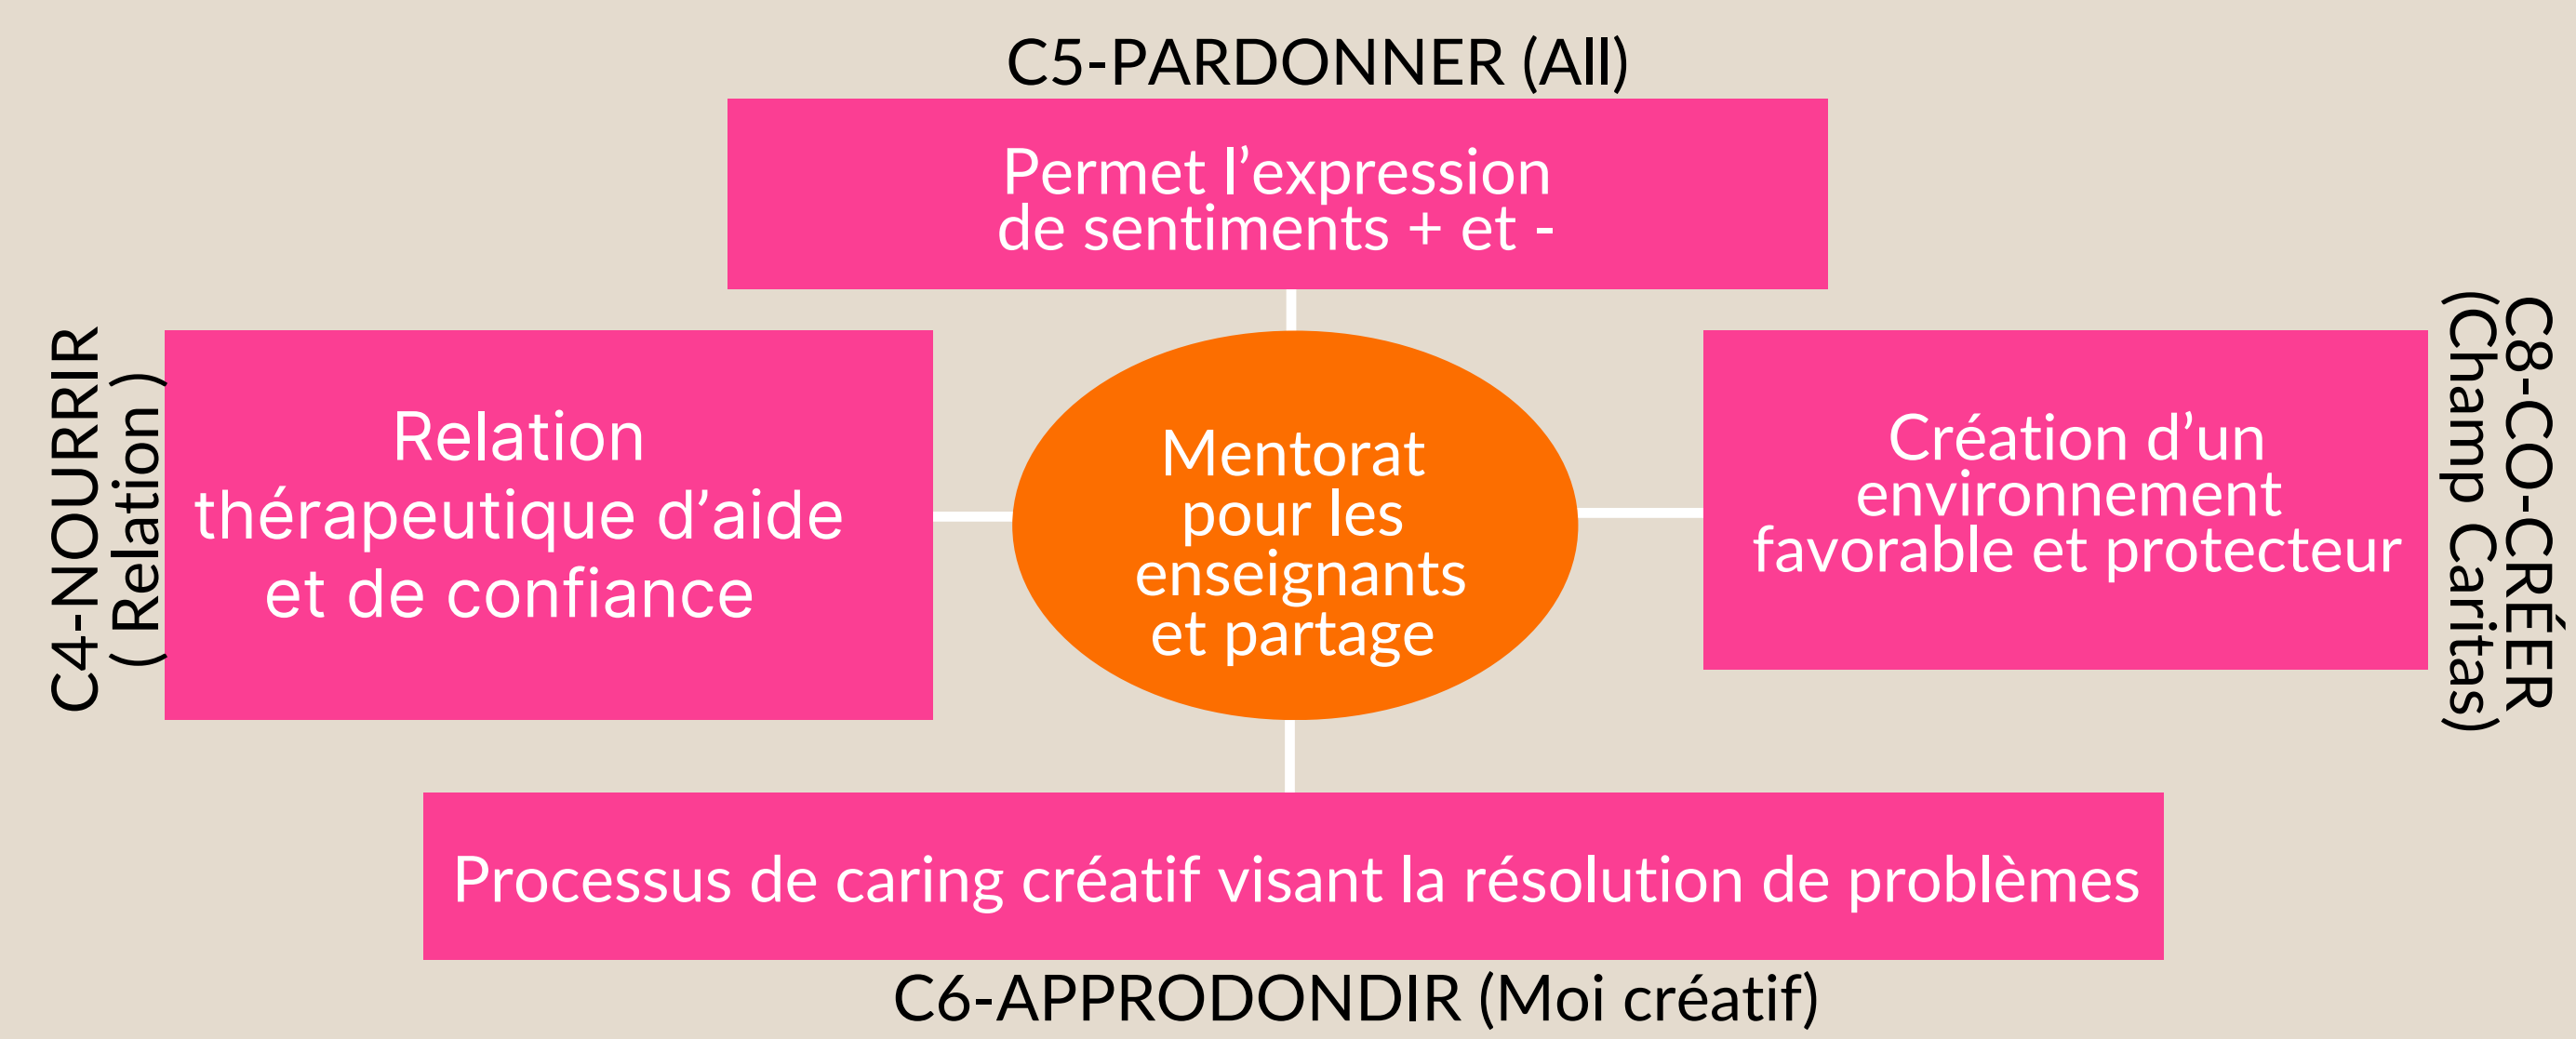 C5-PARDONNER (All)
Permet l’expression
de sentiments + et -
C4-NOURRIR
( Relation )
Relation
thérapeutique d’aide
et de confiance
Mentorat
pour les
enseignants
et partage
Création d’un
environnement
favorable et protecteur
C8-CO-CRÉER
(Champ Caritas)
Processus de caring créatif visant la résolution de problèmes
C6-APPRODONDIR (Moi créatif)